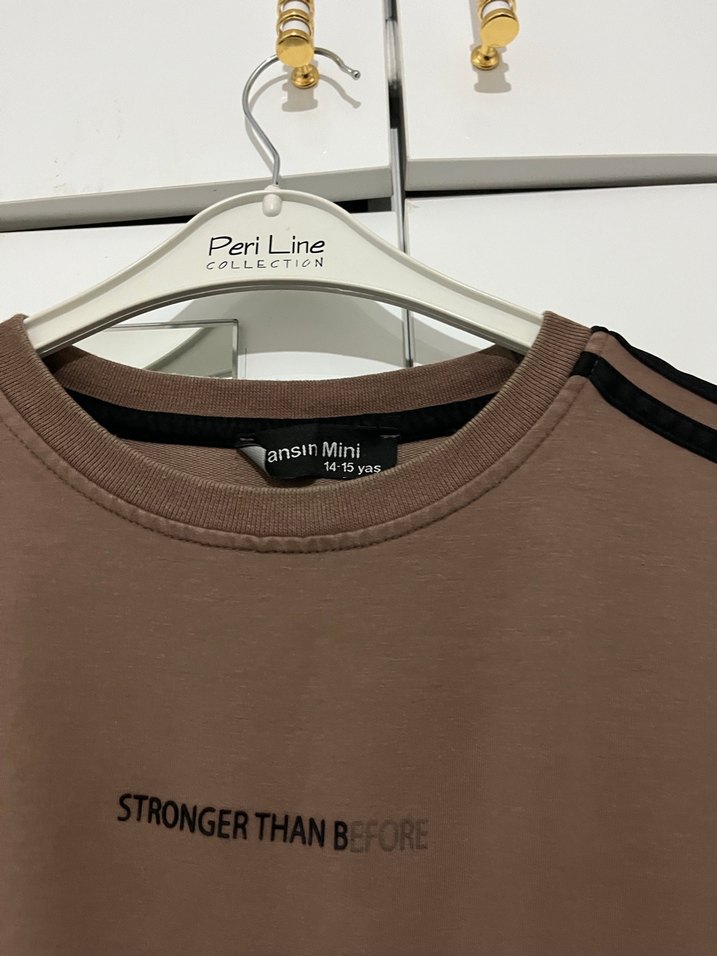 Peri Line
COLLECTION
ansın Mini
14-15 yas
STRONGER THAN BEFORE